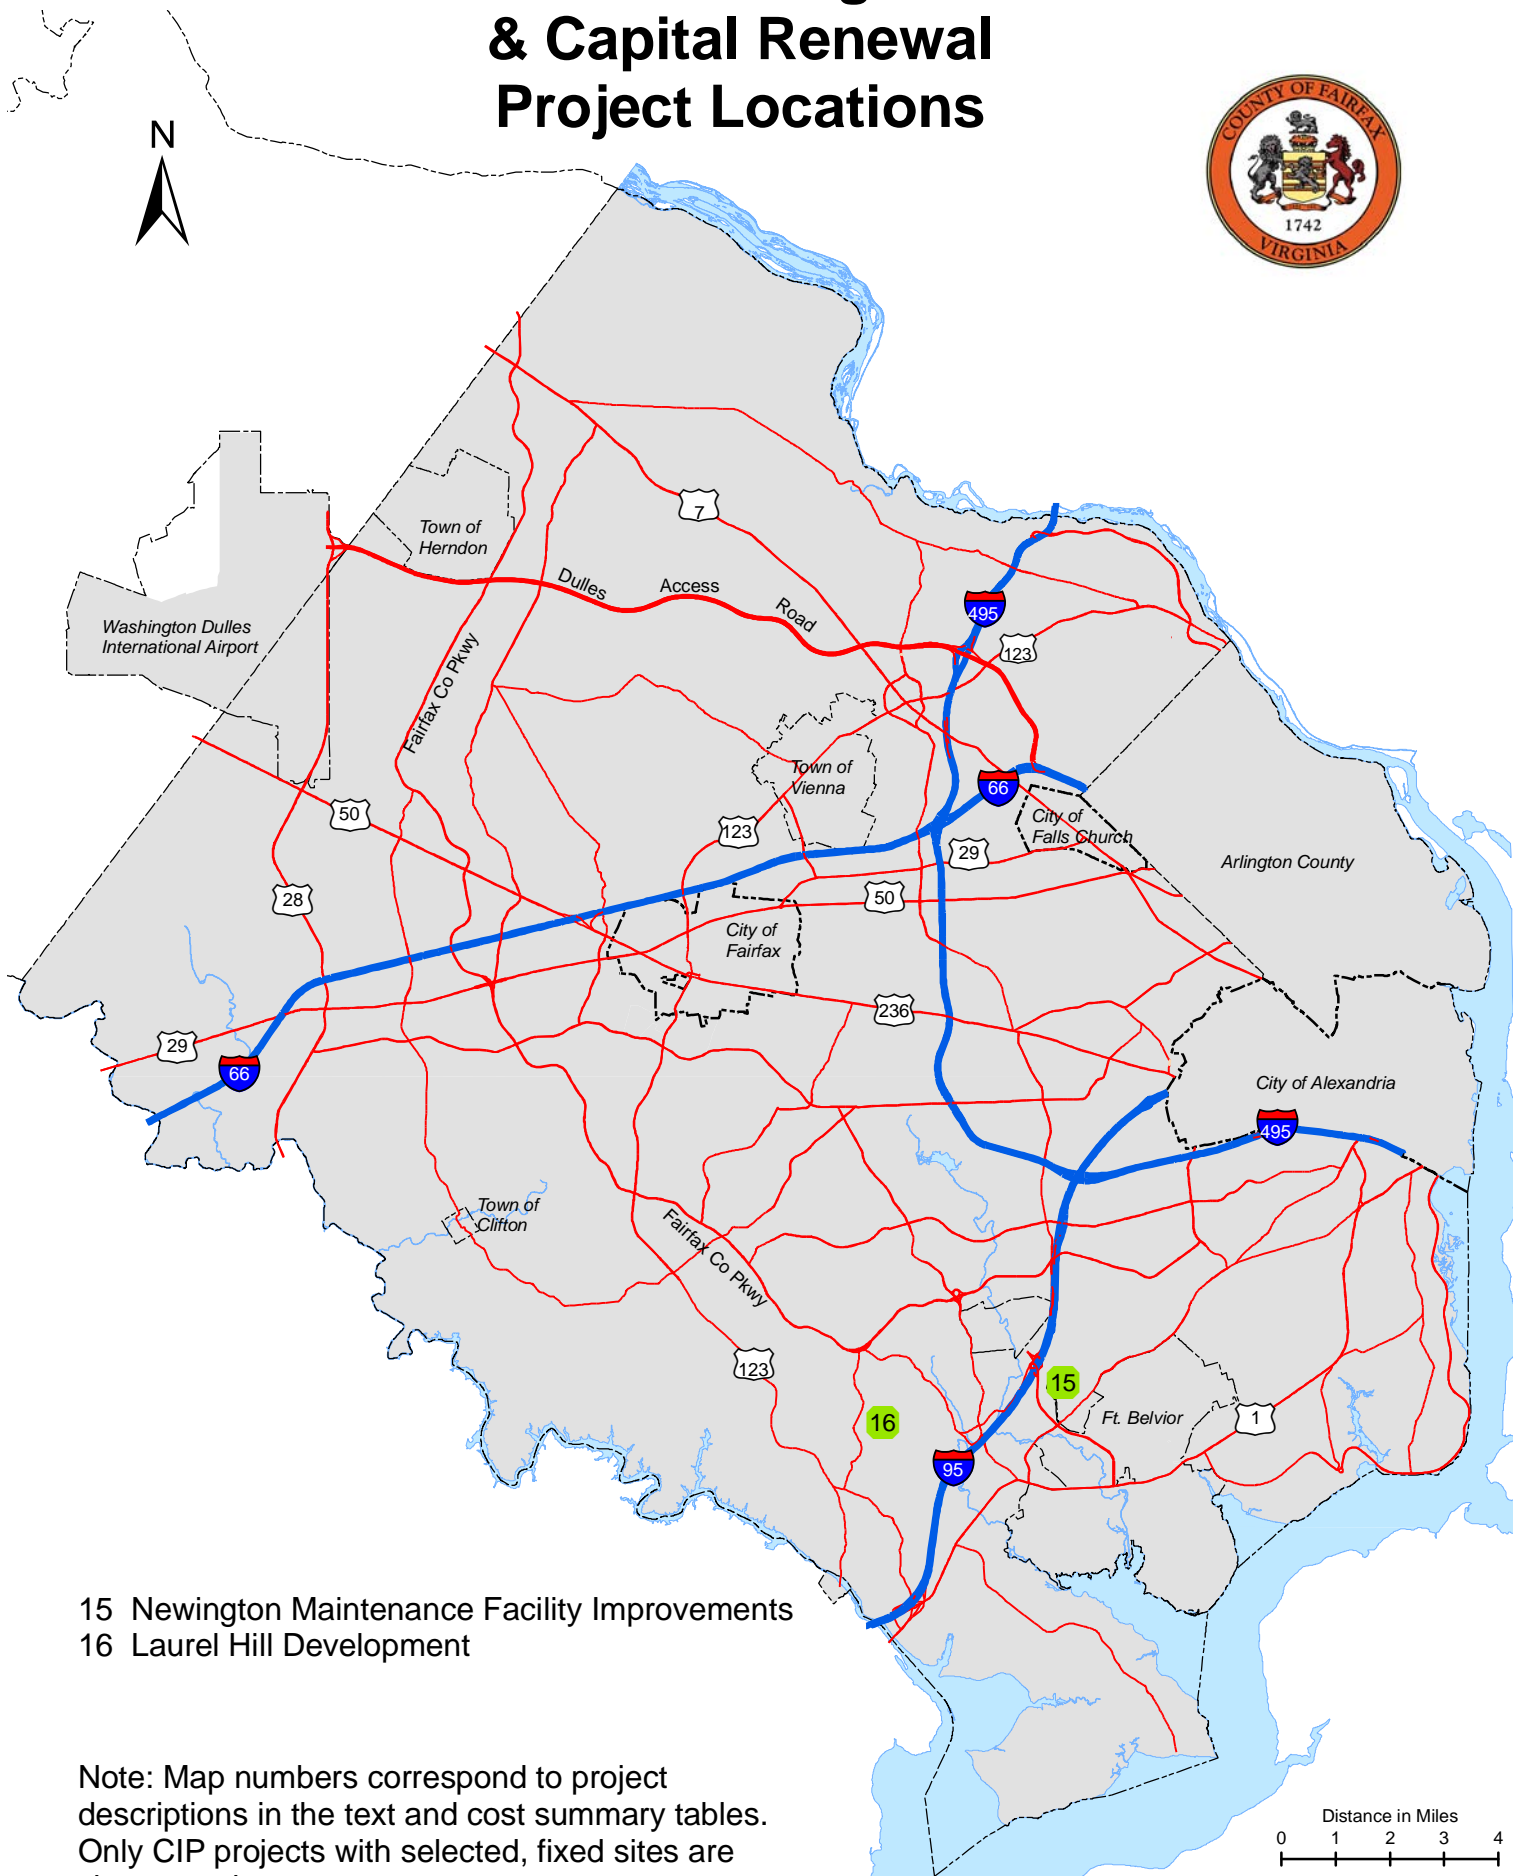 & Capital Renewal
Project Locations
N
COUNTY OF FAIRFAX
1742
VIRGINIA
7
Town of
Herndon
Dulles Access Road
495
123
Washington Dulles
International Airport
Fairfax Co Pkwy
Town of
Vienna
66
50
123
City of
Falls Church
29
Arlington County
28
50
City of
Fairfax
236
29
66
City of Alexandria
495
Town of
Clifton
Fairfax Co Pkwy
123
15
16
Ft. Belvior
1
95
15 Newington Maintenance Facility Improvements
16 Laurel Hill Development
Note: Map numbers correspond to project
descriptions in the text and cost summary tables.
Only CIP projects with selected, fixed sites are
Distance in Miles
0 1 2 3 4